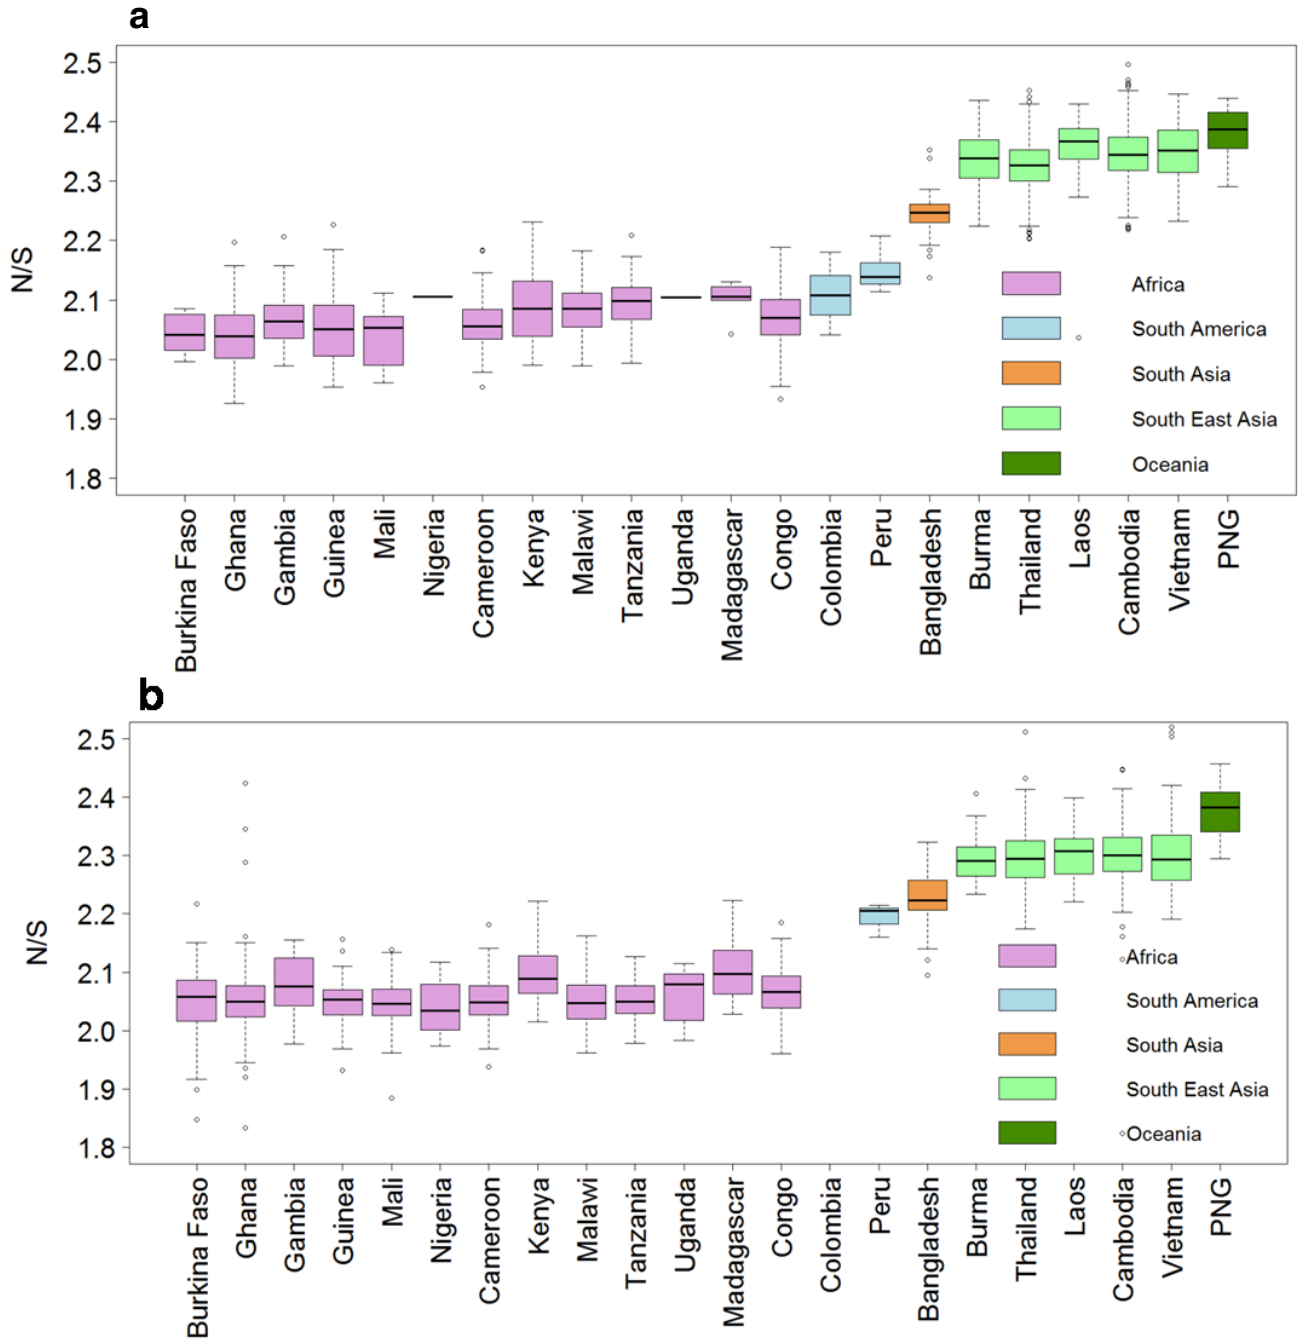 a
2.5
2.4
2.3
2.2
2.1
2.0
1.9
1.8
N/S
Africa
South America
South Asia
South East Asia
Oceania
Burkina Faso
Ghana
Gambia
Guinea
Mali
Nigeria
Cameroon
Kenya
Malawi
Tanzania
Uganda
Madagascar
Congo
Colombia
Peru
Bangladesh
Burma
Thailand
Laos
Cambodia
Vietnam
PNG
b
2.5
2.4
2.3
2.2
2.1
2.0
1.9
1.8
N/S
Africa
South America
South Asia
South East Asia
Oceania
Burkina Faso
Ghana
Gambia
Guinea
Mali
Nigeria
Cameroon
Kenya
Malawi
Tanzania
Uganda
Madagascar
Congo
Colombia
Peru
Bangladesh
Burma
Thailand
Laos
Cambodia
Vietnam
PNG